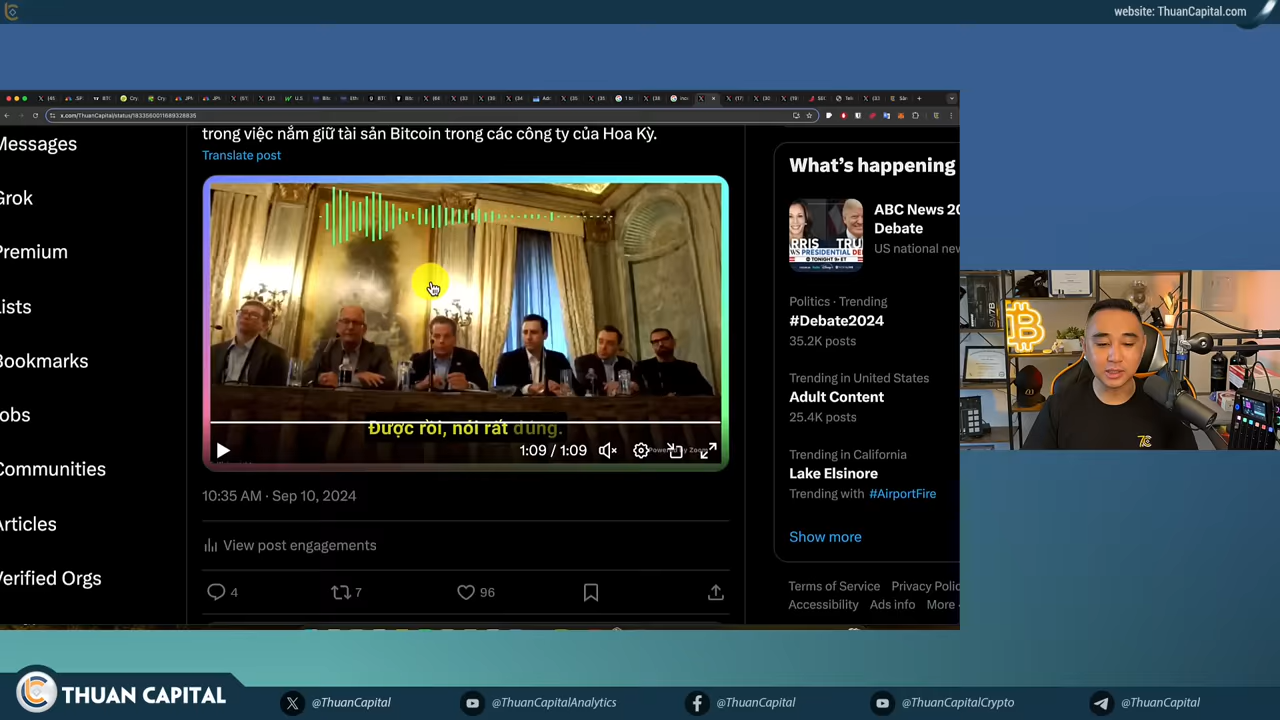 website: ThuanCapital.com
x.com/ThuanCapital/status/1833560011688328635
Messages
Grok
Premium
Lists
Bookmarks
Jobs
Communities
Articles
Verified Orgs
trong việc nắm giữ tài sản Bitcoin trong các công ty của Hoa Kỳ.
Translate post
Được rồi, nói rất đúng.
1:09 / 1:09
10:35 AM · Sep 10, 2024
View post engagements
4
7
96
What's happening
ABC News 20
Debate
US national new
#Debate2024
Politics · Trending
35.2K posts
Trending in United States
Adult Content
25.4K posts
Trending in California
Lake Elsinore
Trending with #AirportFire
Show more
Terms of Service Privacy Polic
Accessibility Ads info More
THUAN CAPITAL
@ThuanCapital
@ThuanCapitalAnalytics
@ThuanCapital
@ThuanCapitalCrypto
@ThuanCapital